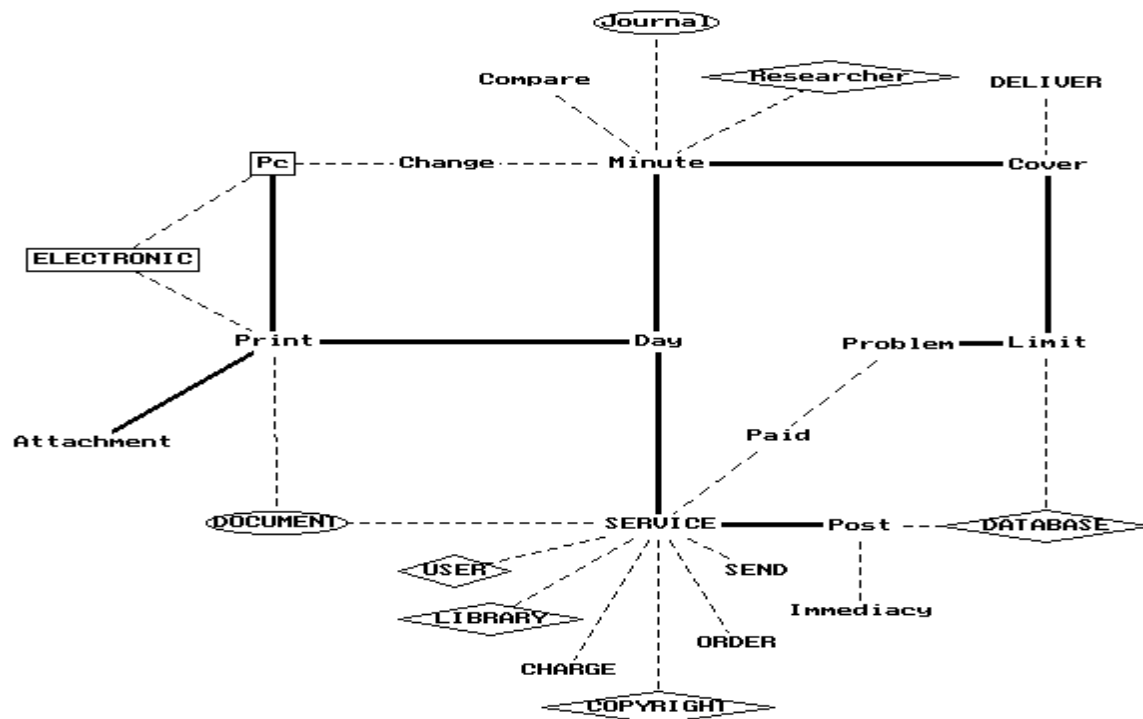 Journal
Compare
Researcher
DELIVER
Pc
Change
Minute
Cover
ELECTRONIC
Print
Day
Problem
Limit
Attachment
Paid
DOCUMENT
SERVICE
Post
DATABASE
USER
SEND
LIBRARY
Immediacy
ORDER
CHARGE
COPYRIGHT